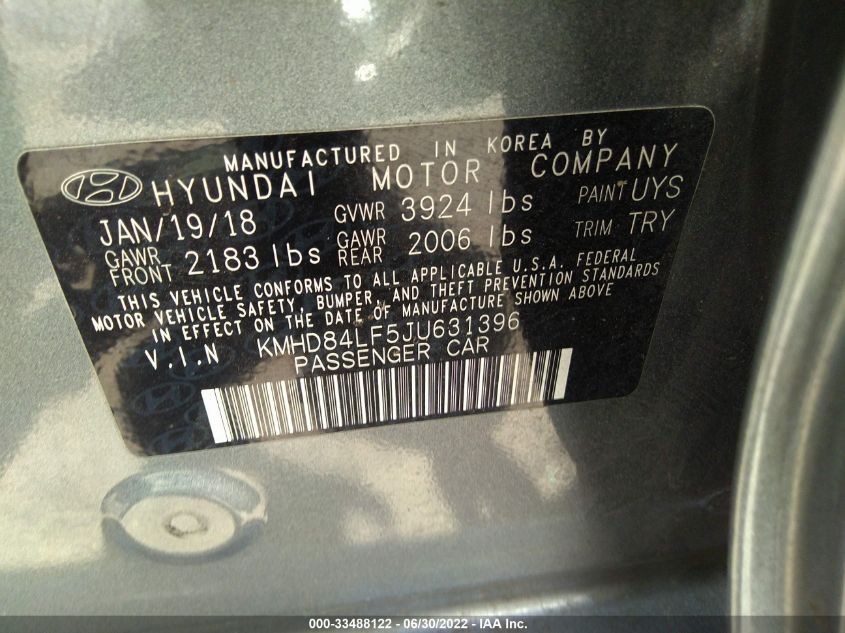 MANUFACTURED IN KOREA BY
HYUNDAI MOTOR COMPANY
JAN/19/18 GVWR 3924 lbs PAINT UYS
GAWR FRONT 2183 lbs GAWR REAR 2006 lbs TRIM TRY
THIS VEHICLE CONFORMS TO ALL APPLICABLE U.S.A. FEDERAL
MOTOR VEHICLE SAFETY, BUMPER, AND THEFT PREVENTION STANDARDS
IN EFFECT ON THE DATE OF MANUFACTURE SHOWN ABOVE
V.I.N KMHD84LF5JU631396
PASSENGER CAR
000-33488122 - 06/30/2022 - IAA Inc.